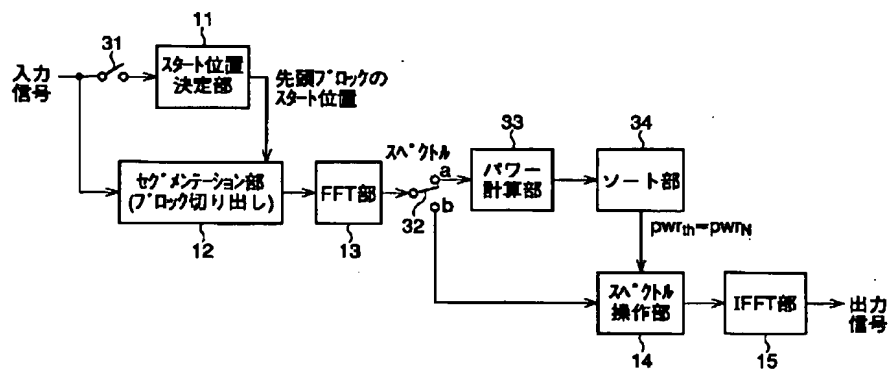 11
31
入力
信号
スタート位置
決定部
先頭ブロックの
スタート位置
33
34
スペクトル
a
b
32
セグメンテーション部
(ブロック切り出し)
12
FFT部
13
パワー
計算部
ソート部
pwrth=pwrN
スペクトル
操作部
14
IFFT部
15
出力
信号